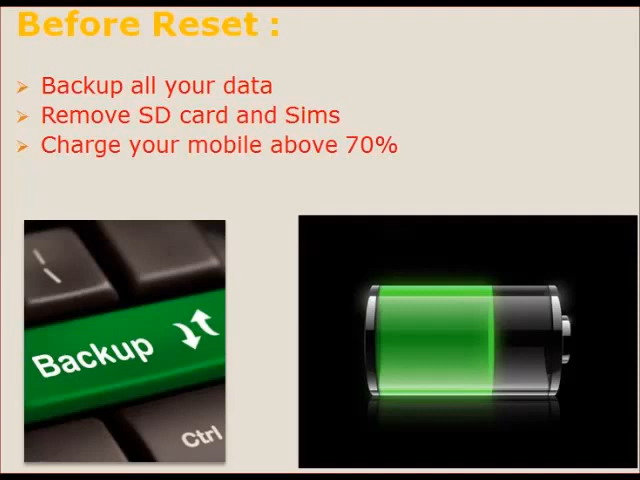 Before Reset :
Backup all your data
Remove SD card and Sims
Charge your mobile above 70%
Backup
Ctrl